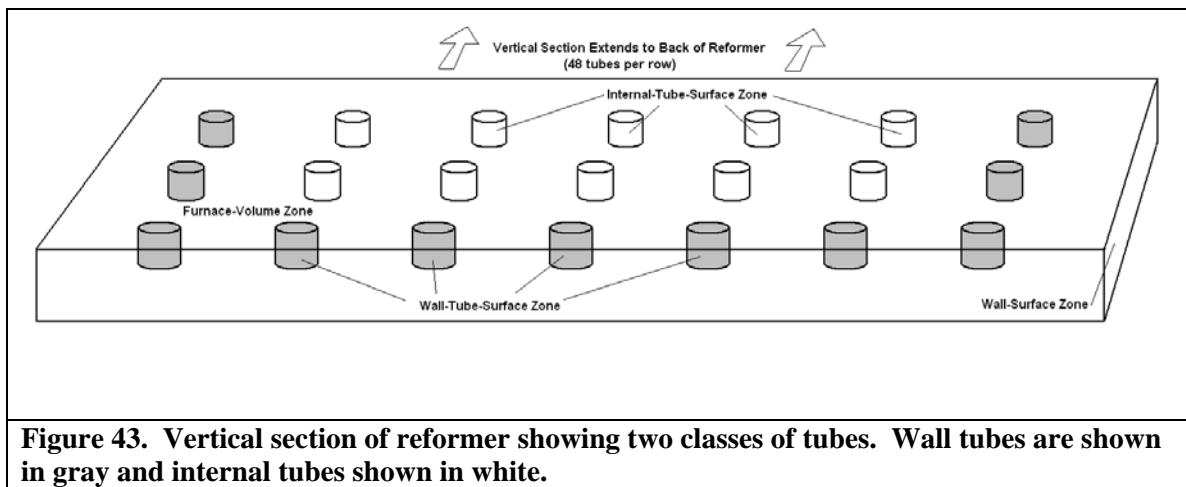 Vertical Section Extends to Back of Reformer
(48 tubes per row)
Internal-Tube-Surface Zone
Furnace-Volume Zone
Wall-Tube-Surface Zone
Wall-Surface Zone
Figure 43. Vertical section of reformer showing two classes of tubes. Wall tubes are shown
in gray and internal tubes shown in white.